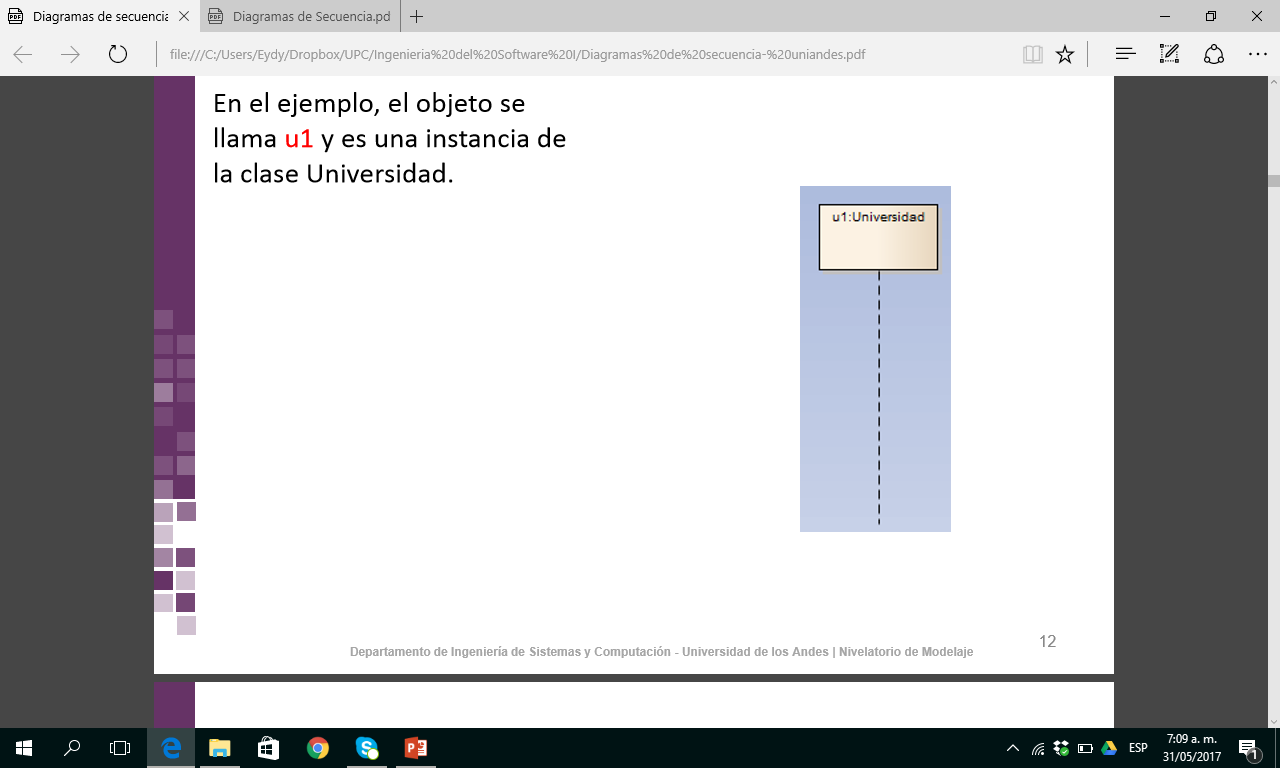 Diagramas de secuencia
Diagramas de Secuencia.pd
file:///C:/Users/Eydy/Dropbox/UPC/Ingenieria%20del%20Software%20I/Diagramas%20de%20secuencia-%20uniandes.pdf
En el ejemplo, el objeto se
llama u1 y es una instancia de
la clase Universidad.
u1:Universidad
12
Departamento de Ingeniería de Sistemas y Computación - Universidad de los Andes | Nivelatorio de Modelaje
ESP
7:09 a. m.
31/05/2017
1